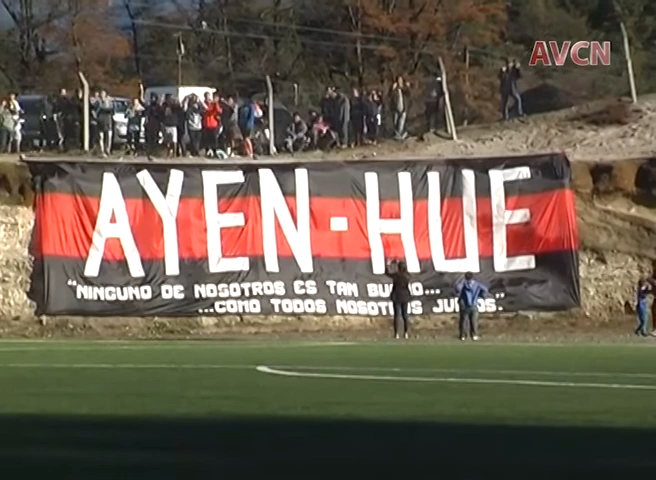 AVCN
AYEN-HUE
"NINGUNO DE NOSOTROS ES TAN BUENO...
...COMO TODOS NOSOTROS JUNTOS."